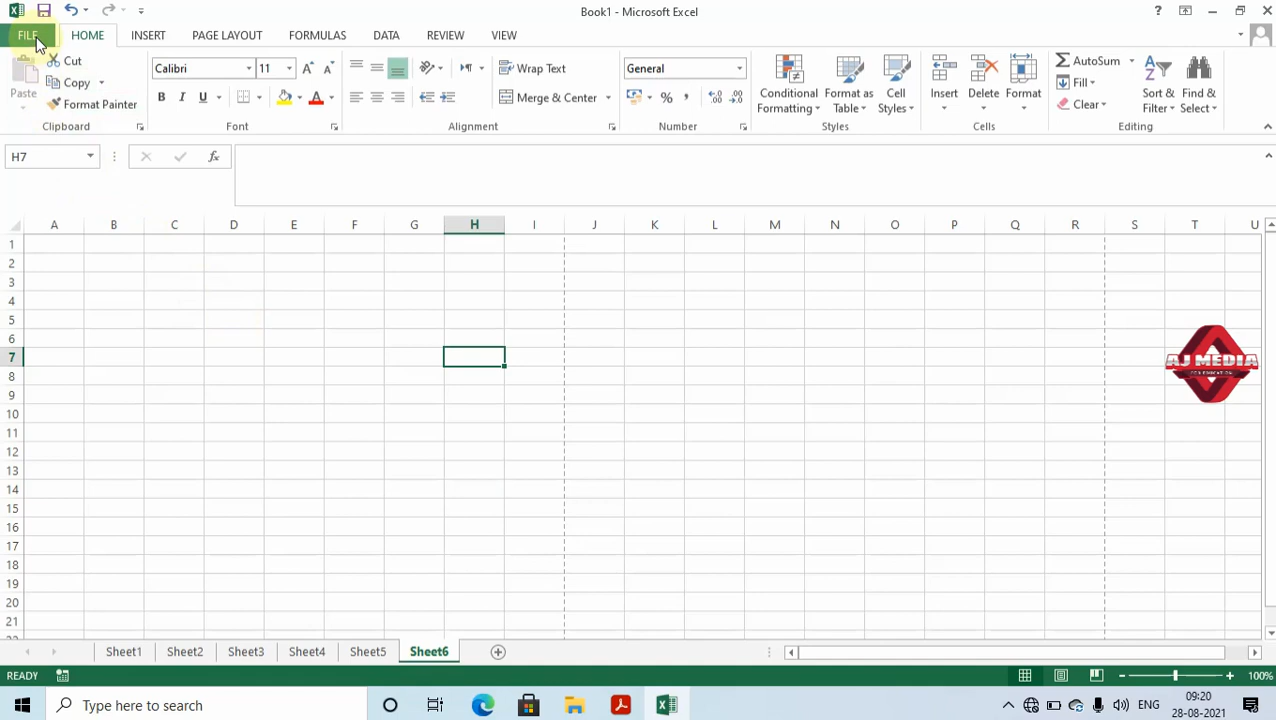 Book1 - Microsoft Excel
?
FILE HOME INSERT PAGE LAYOUT FORMULAS DATA REVIEW VIEW
Paste
Cut
Copy
Format Painter
Clipboard
Calibri 11
B I U
A A
A
Font
Wrap Text
Merge & Center
Alignment
General
% ,
Number
Conditional Formatting
Format as Table
Cell Styles
Styles
Insert Delete Format
Cells
AutoSum
Fill
Clear
Sort & Filter
Find & Select
Editing
H7
fx
A B C D E F G H I J K L M N O P Q R S T U
1
2
3
4
5
6
7
8
9
10
11
12
13
14
15
16
17
18
19
20
21
AJ MEDIA
FOR EDUCATION
Sheet1 Sheet2 Sheet3 Sheet4 Sheet5 Sheet6
READY
100%
Type here to search
ENG
09:20
28-08-2021